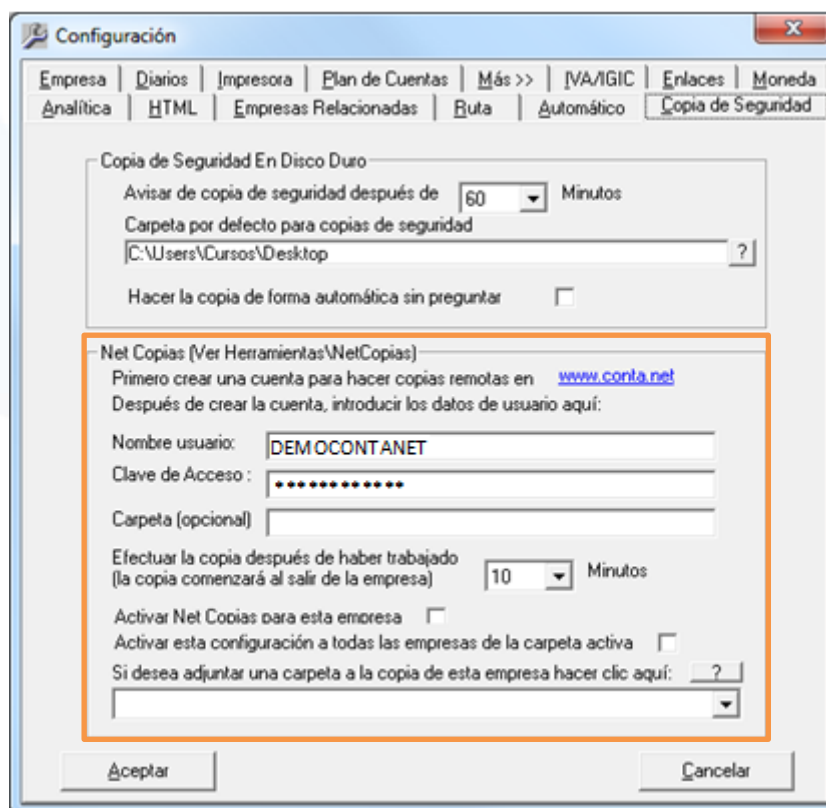 Configuración
Empresa Diarios Impresora Plan de Cuentas Más >> IVA/IGIC Enlaces Moneda
Analítica HTML Empresas Relacionadas Ruta Automático Copia de Seguridad
Copia de Seguridad En Disco Duro
Avisar de copia de seguridad después de 60 Minutos
Carpeta por defecto para copias de seguridad
C:\Users\Cursos\Desktop ?
Hacer la copia de forma automática sin preguntar
Net Copias (Ver Herramientas\NetCopias)
Primero crear una cuenta para hacer copias remotas en www.conta.net
Después de crear la cuenta, introducir los datos de usuario aquí:
Nombre usuario: DEMOCONTANET
Clave de Acceso : ************
Carpeta (opcional)
Efectuar la copia después de haber trabajado
(la copia comenzará al salir de la empresa) 10 Minutos
Activar Net Copias para esta empresa
Activar esta configuración a todas las empresas de la carpeta activa
Si desea adjuntar una carpeta a la copia de esta empresa hacer clic aquí: ?
Aceptar Cancelar